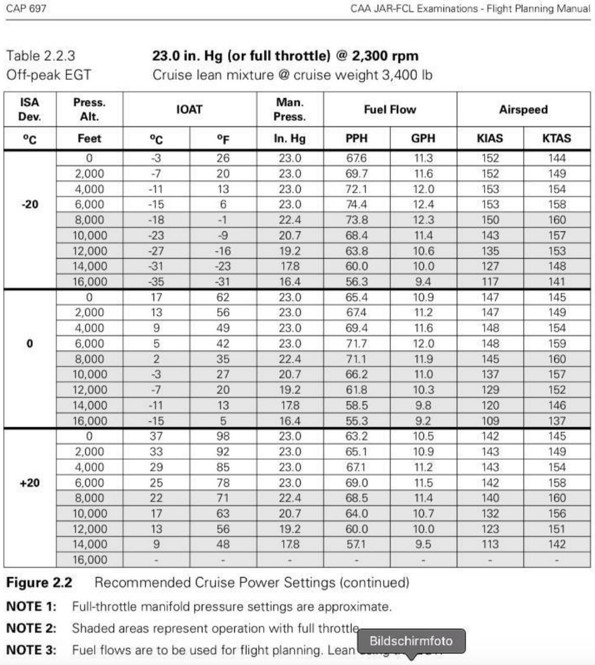 CAP 697 CAA JAR-FCL Examinations - Flight Planning Manual
Table 2.2.3 23.0 in. Hg (or full throttle) @ 2,300 rpm
Off-peak EGT Cruise lean mixture @ cruise weight 3,400 lb
ISA Dev. Press. Alt. IOAT Man. Press. Fuel Flow Airspeed
ºC Feet ºC ºF In. Hg PPH GPH KIAS KTAS
0 -3 26 23.0 67.6 11.3 152 144
2,000 -7 20 23.0 69.7 11.6 152 149
4,000 -11 13 23.0 72.1 12.0 153 154
-20 6,000 -15 6 23.0 74.4 12.4 153 158
8,000 -18 -1 22.4 73.8 12.3 150 160
10,000 -23 -9 20.7 68.4 11.4 143 157
12,000 -27 -16 19.2 63.8 10.6 135 153
14,000 -31 -23 17.8 60.0 10.0 127 148
16,000 -35 -31 16.4 56.3 9.4 117 141
0 17 62 23.0 65.4 10.9 147 145
2,000 13 56 23.0 67.4 11.2 147 149
4,000 9 49 23.0 69.4 11.6 148 154
0 6,000 5 42 23.0 71.7 12.0 148 159
8,000 2 35 22.4 71.1 11.9 145 160
10,000 -3 27 20.7 66.2 11.0 137 157
12,000 -7 20 19.2 61.8 10.3 129 152
14,000 -11 13 17.8 58.5 9.8 120 146
16,000 -15 5 16.4 55.3 9.2 109 137
0 37 98 23.0 63.2 10.5 142 145
2,000 33 92 23.0 65.1 10.9 143 149
4,000 29 85 23.0 67.1 11.2 143 154
+20 6,000 25 78 23.0 69.0 11.5 142 158
8,000 22 71 22.4 68.5 11.4 140 160
10,000 17 63 20.7 64.0 10.7 132 156
12,000 13 56 19.2 60.0 10.0 123 151
14,000 9 48 17.8 57.1 9.5 113 142
16,000 - - - - - - -
Figure 2.2 Recommended Cruise Power Settings (continued)
NOTE 1: Full-throttle manifold pressure settings are approximate.
NOTE 2: Shaded areas represent operation with full throttle
NOTE 3: Fuel flows are to be used for flight planning. Lean
Bildschirmfoto